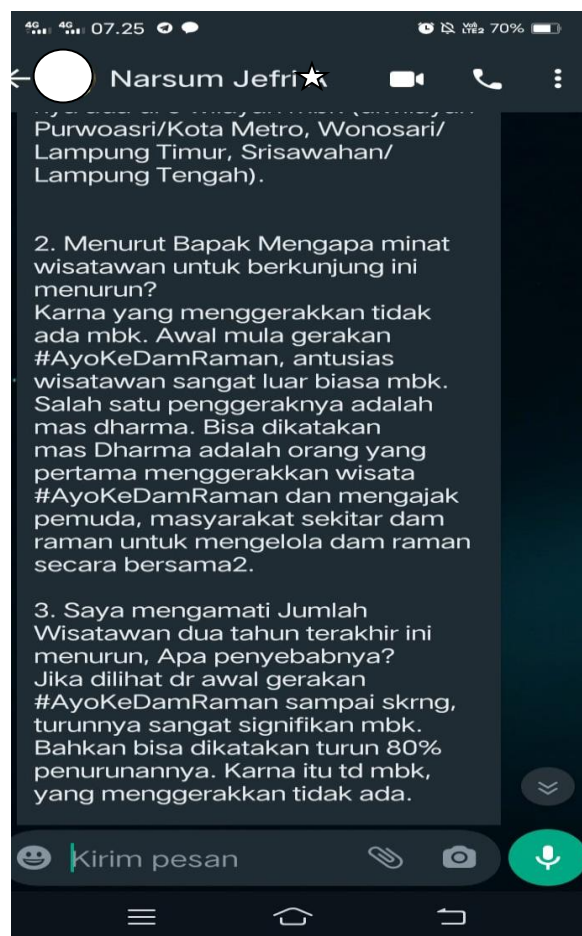 4G 4G 07.25 VoLTE2 70%
Narsum Jefri
Purwoasri/Kota Metro, Wonosari/
Lampung Timur, Srisawahan/
Lampung Tengah).
2. Menurut Bapak Mengapa minat
wisatawan untuk berkunjung ini
menurun?
Karna yang menggerakkan tidak
ada mbk. Awal mula gerakan
#AyoKeDamRaman, antusias
wisatawan sangat luar biasa mbk.
Salah satu penggeraknya adalah
mas dharma. Bisa dikatakan
mas Dharma adalah orang yang
pertama menggerakkan wisata
#AyoKeDamRaman dan mengajak
pemuda, masyarakat sekitar dam
raman untuk mengelola dam raman
secara bersama2.
3. Saya mengamati Jumlah
Wisatawan dua tahun terakhir ini
menurun, Apa penyebabnya?
Jika dilihat dr awal gerakan
#AyoKeDamRaman sampai skrng,
turunnya sangat signifikan mbk.
Bahkan bisa dikatakan turun 80%
penurunannya. Karna itu td mbk,
yang menggerakkan tidak ada.
Kirim pesan